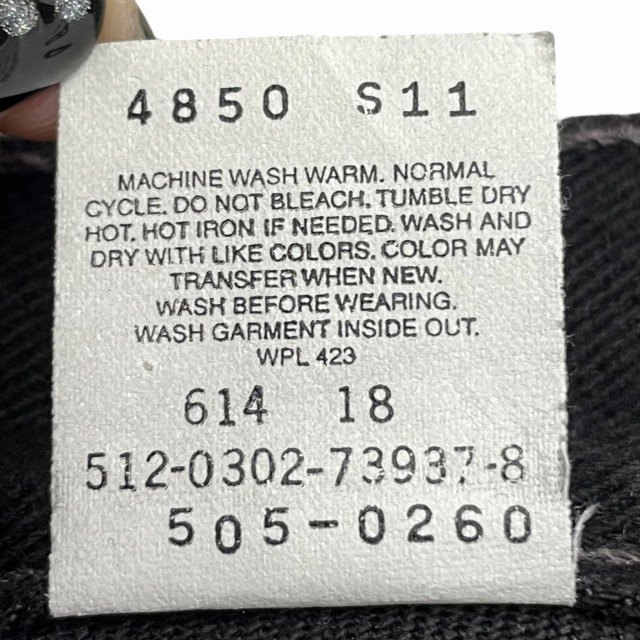 4850 S11
MACHINE WASH WARM. NORMAL
CYCLE. DO NOT BLEACH. TUMBLE DRY
HOT. HOT IRON IF NEEDED. WASH AND
DRY WITH LIKE COLORS. COLOR MAY
TRANSFER WHEN NEW.
WASH BEFORE WEARING.
WASH GARMENT INSIDE OUT.
WPL 423
614 18
512-0302-73937-8
505-0260